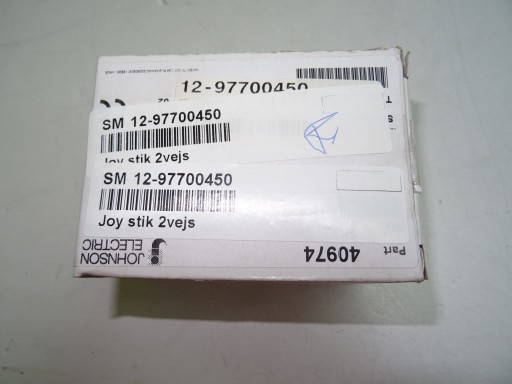 12-97700450
SM 12-97700450
Joy stik 2vejs
SM 12-97700450
Joy stik 2vejs
Part
40974
JOHNSON
ELECTRIC